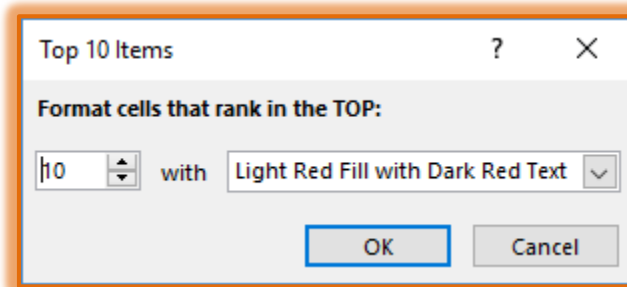 Top 10 Items ?
Format cells that rank in the TOP:
10 with Light Red Fill with Dark Red Text
OK Cancel